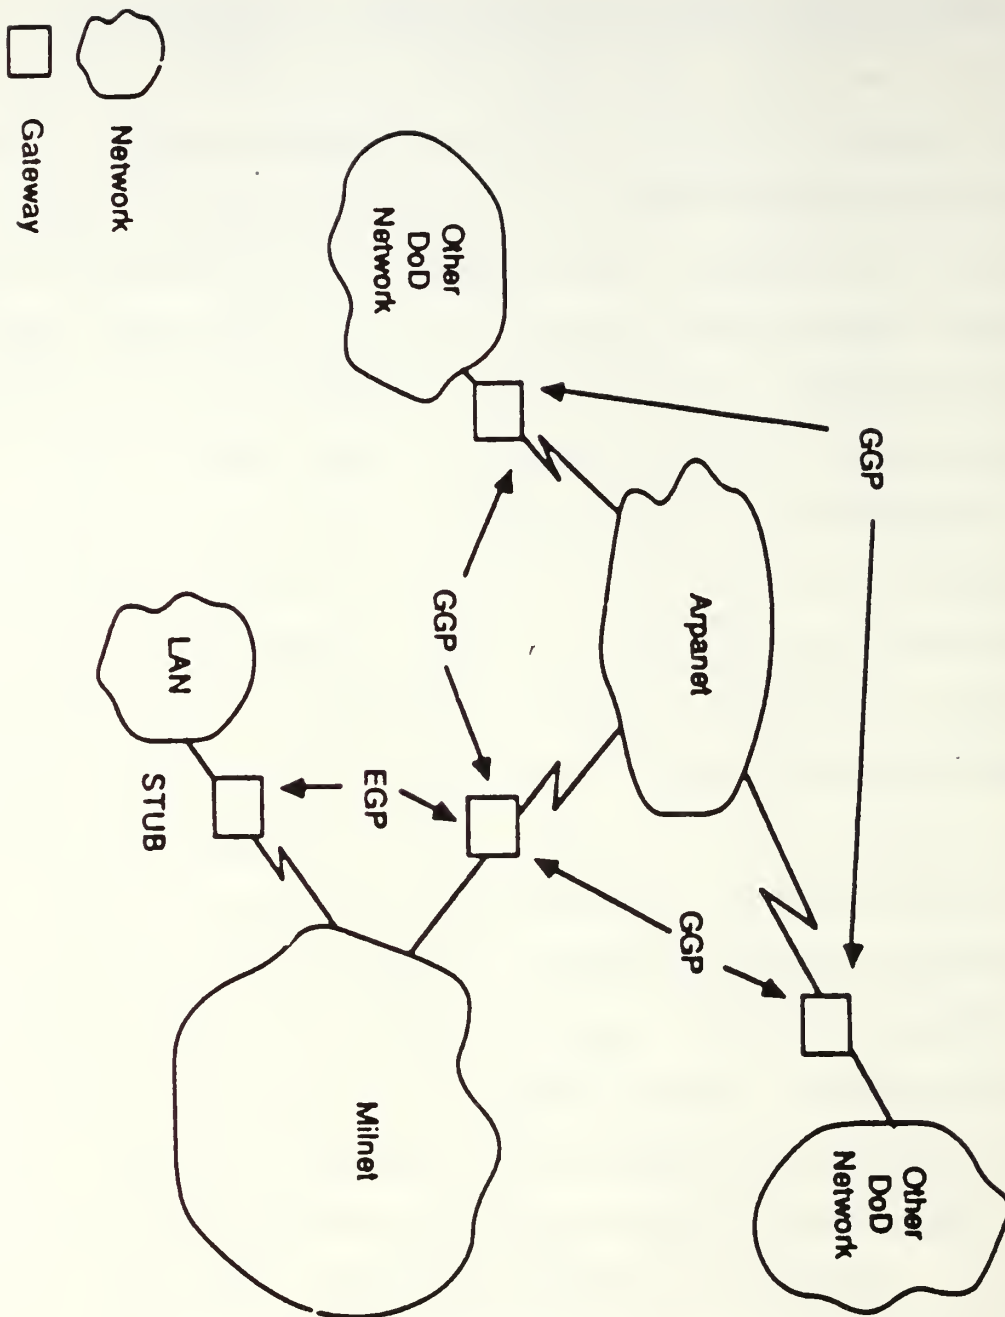 Other
DoD
Network
GGP
Arpanet
Other
DoD
Network
GGP
GGP
EGP
LAN
STUB
Milnet
Network
Gateway